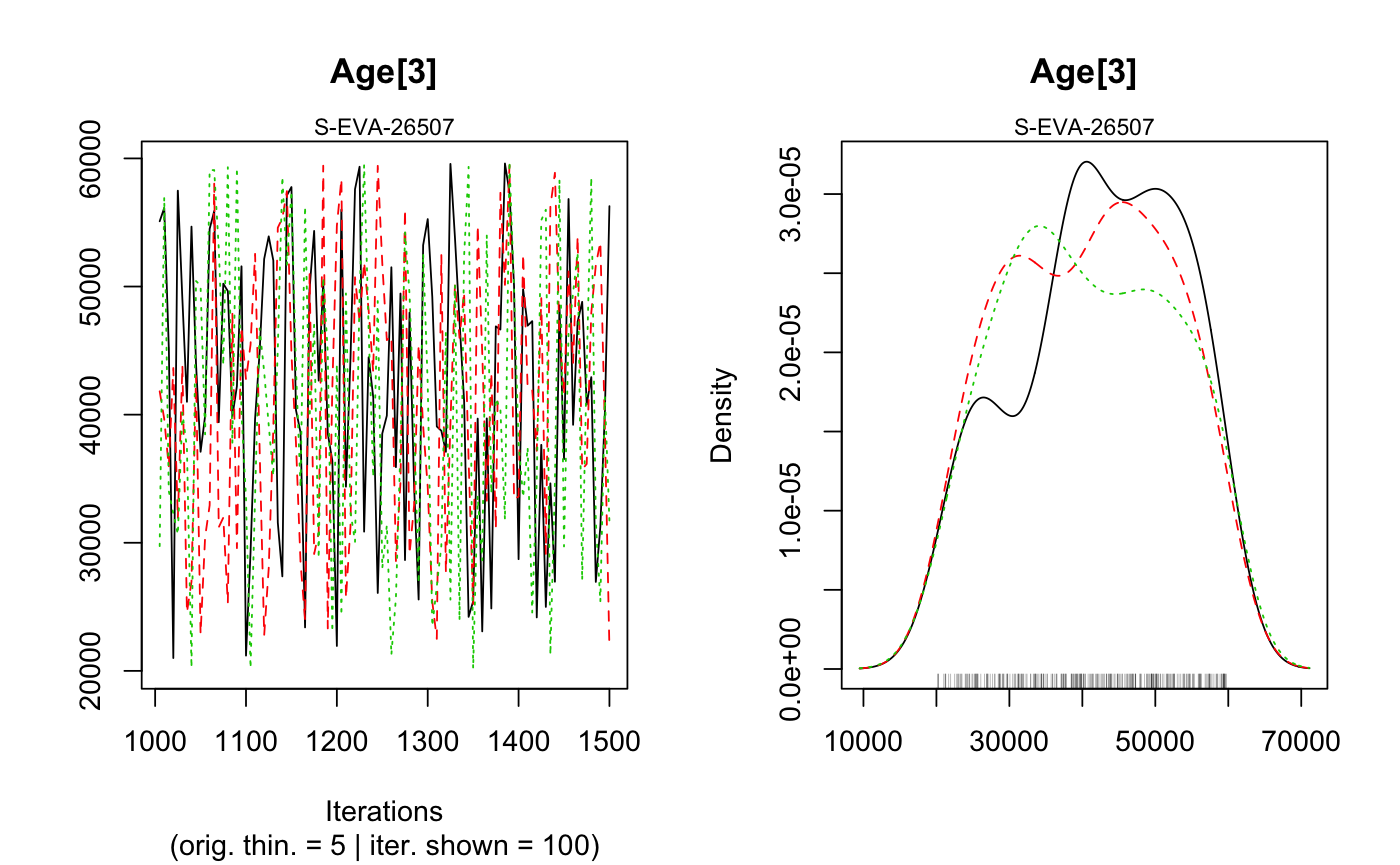 Age[3]
S-EVA-26507
60000
50000
40000
30000
20000
1000 1100 1200 1300 1400 1500
Iterations
(orig. thin. = 5 | iter. shown = 100)
Age[3]
S-EVA-26507
Density
3.0e-05
2.0e-05
1.0e-05
0.0e+00
10000 30000 50000 70000